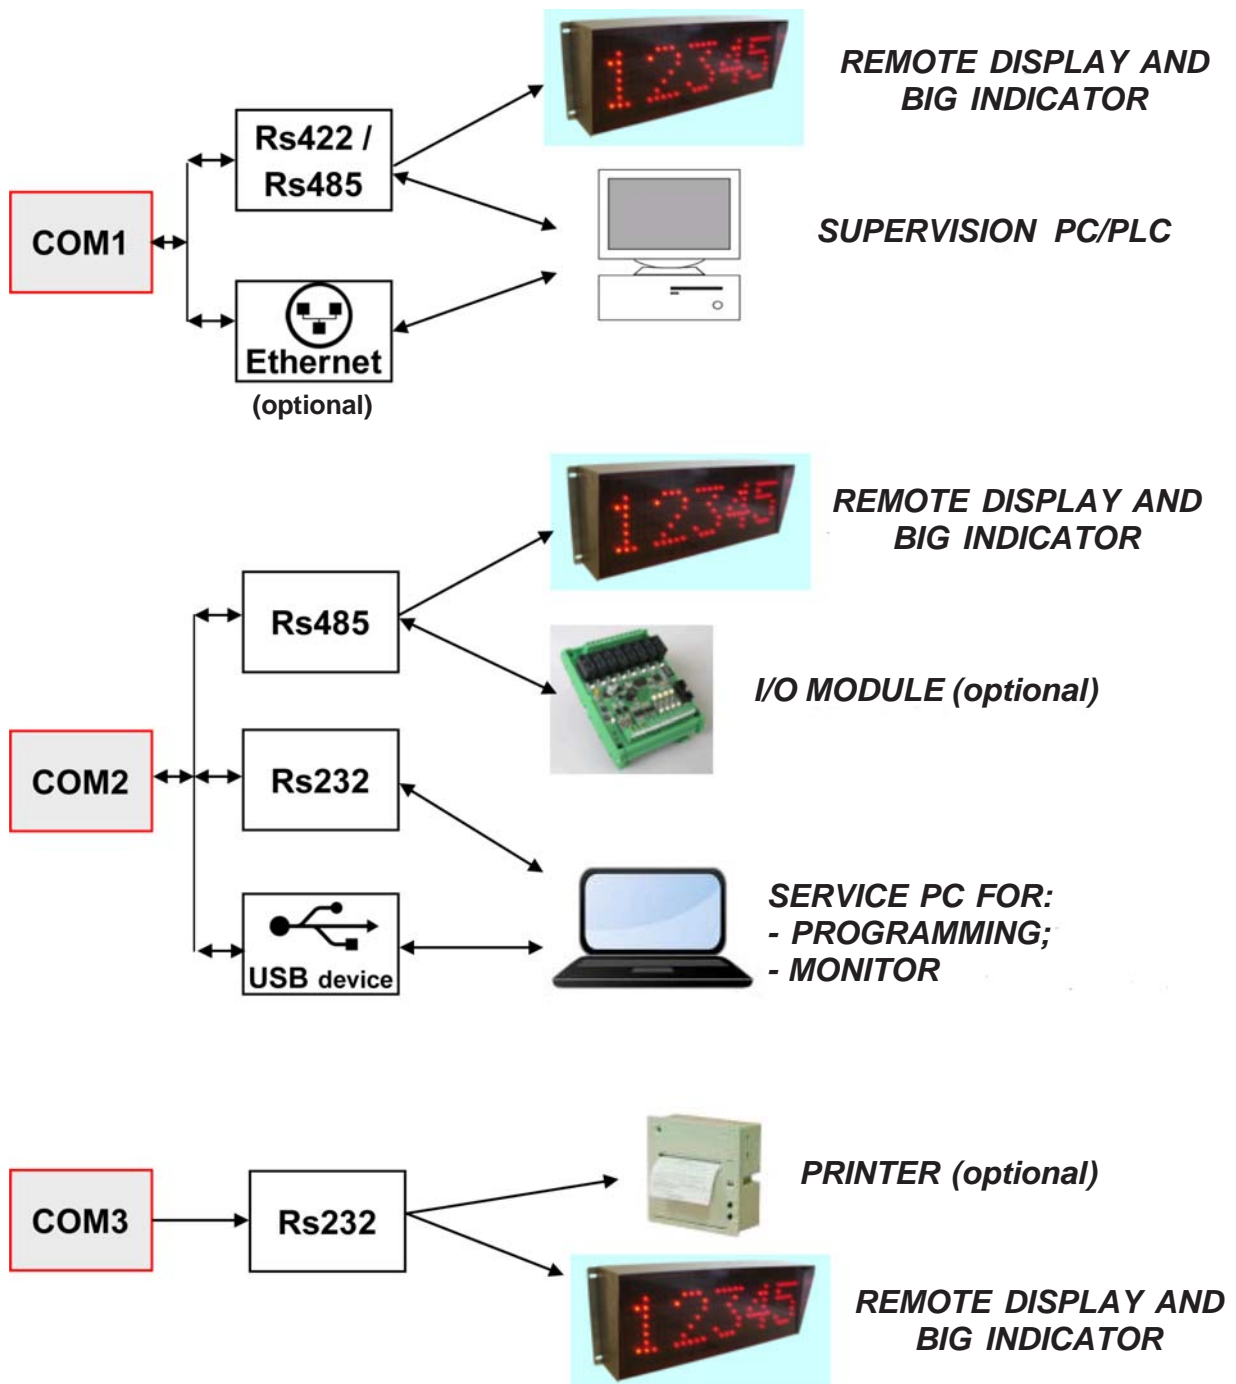 REMOTE DISPLAY AND
BIG INDICATOR
12345
Rs422 /
Rs485
COM1
SUPERVISION PC/PLC
Ethernet
(optional)
12345
REMOTE DISPLAY AND
BIG INDICATOR
Rs485
I/O MODULE (optional)
COM2
Rs232
SERVICE PC FOR:
- PROGRAMMING;
- MONITOR
USB device
PRINTER (optional)
COM3
Rs232
12345
REMOTE DISPLAY AND
BIG INDICATOR